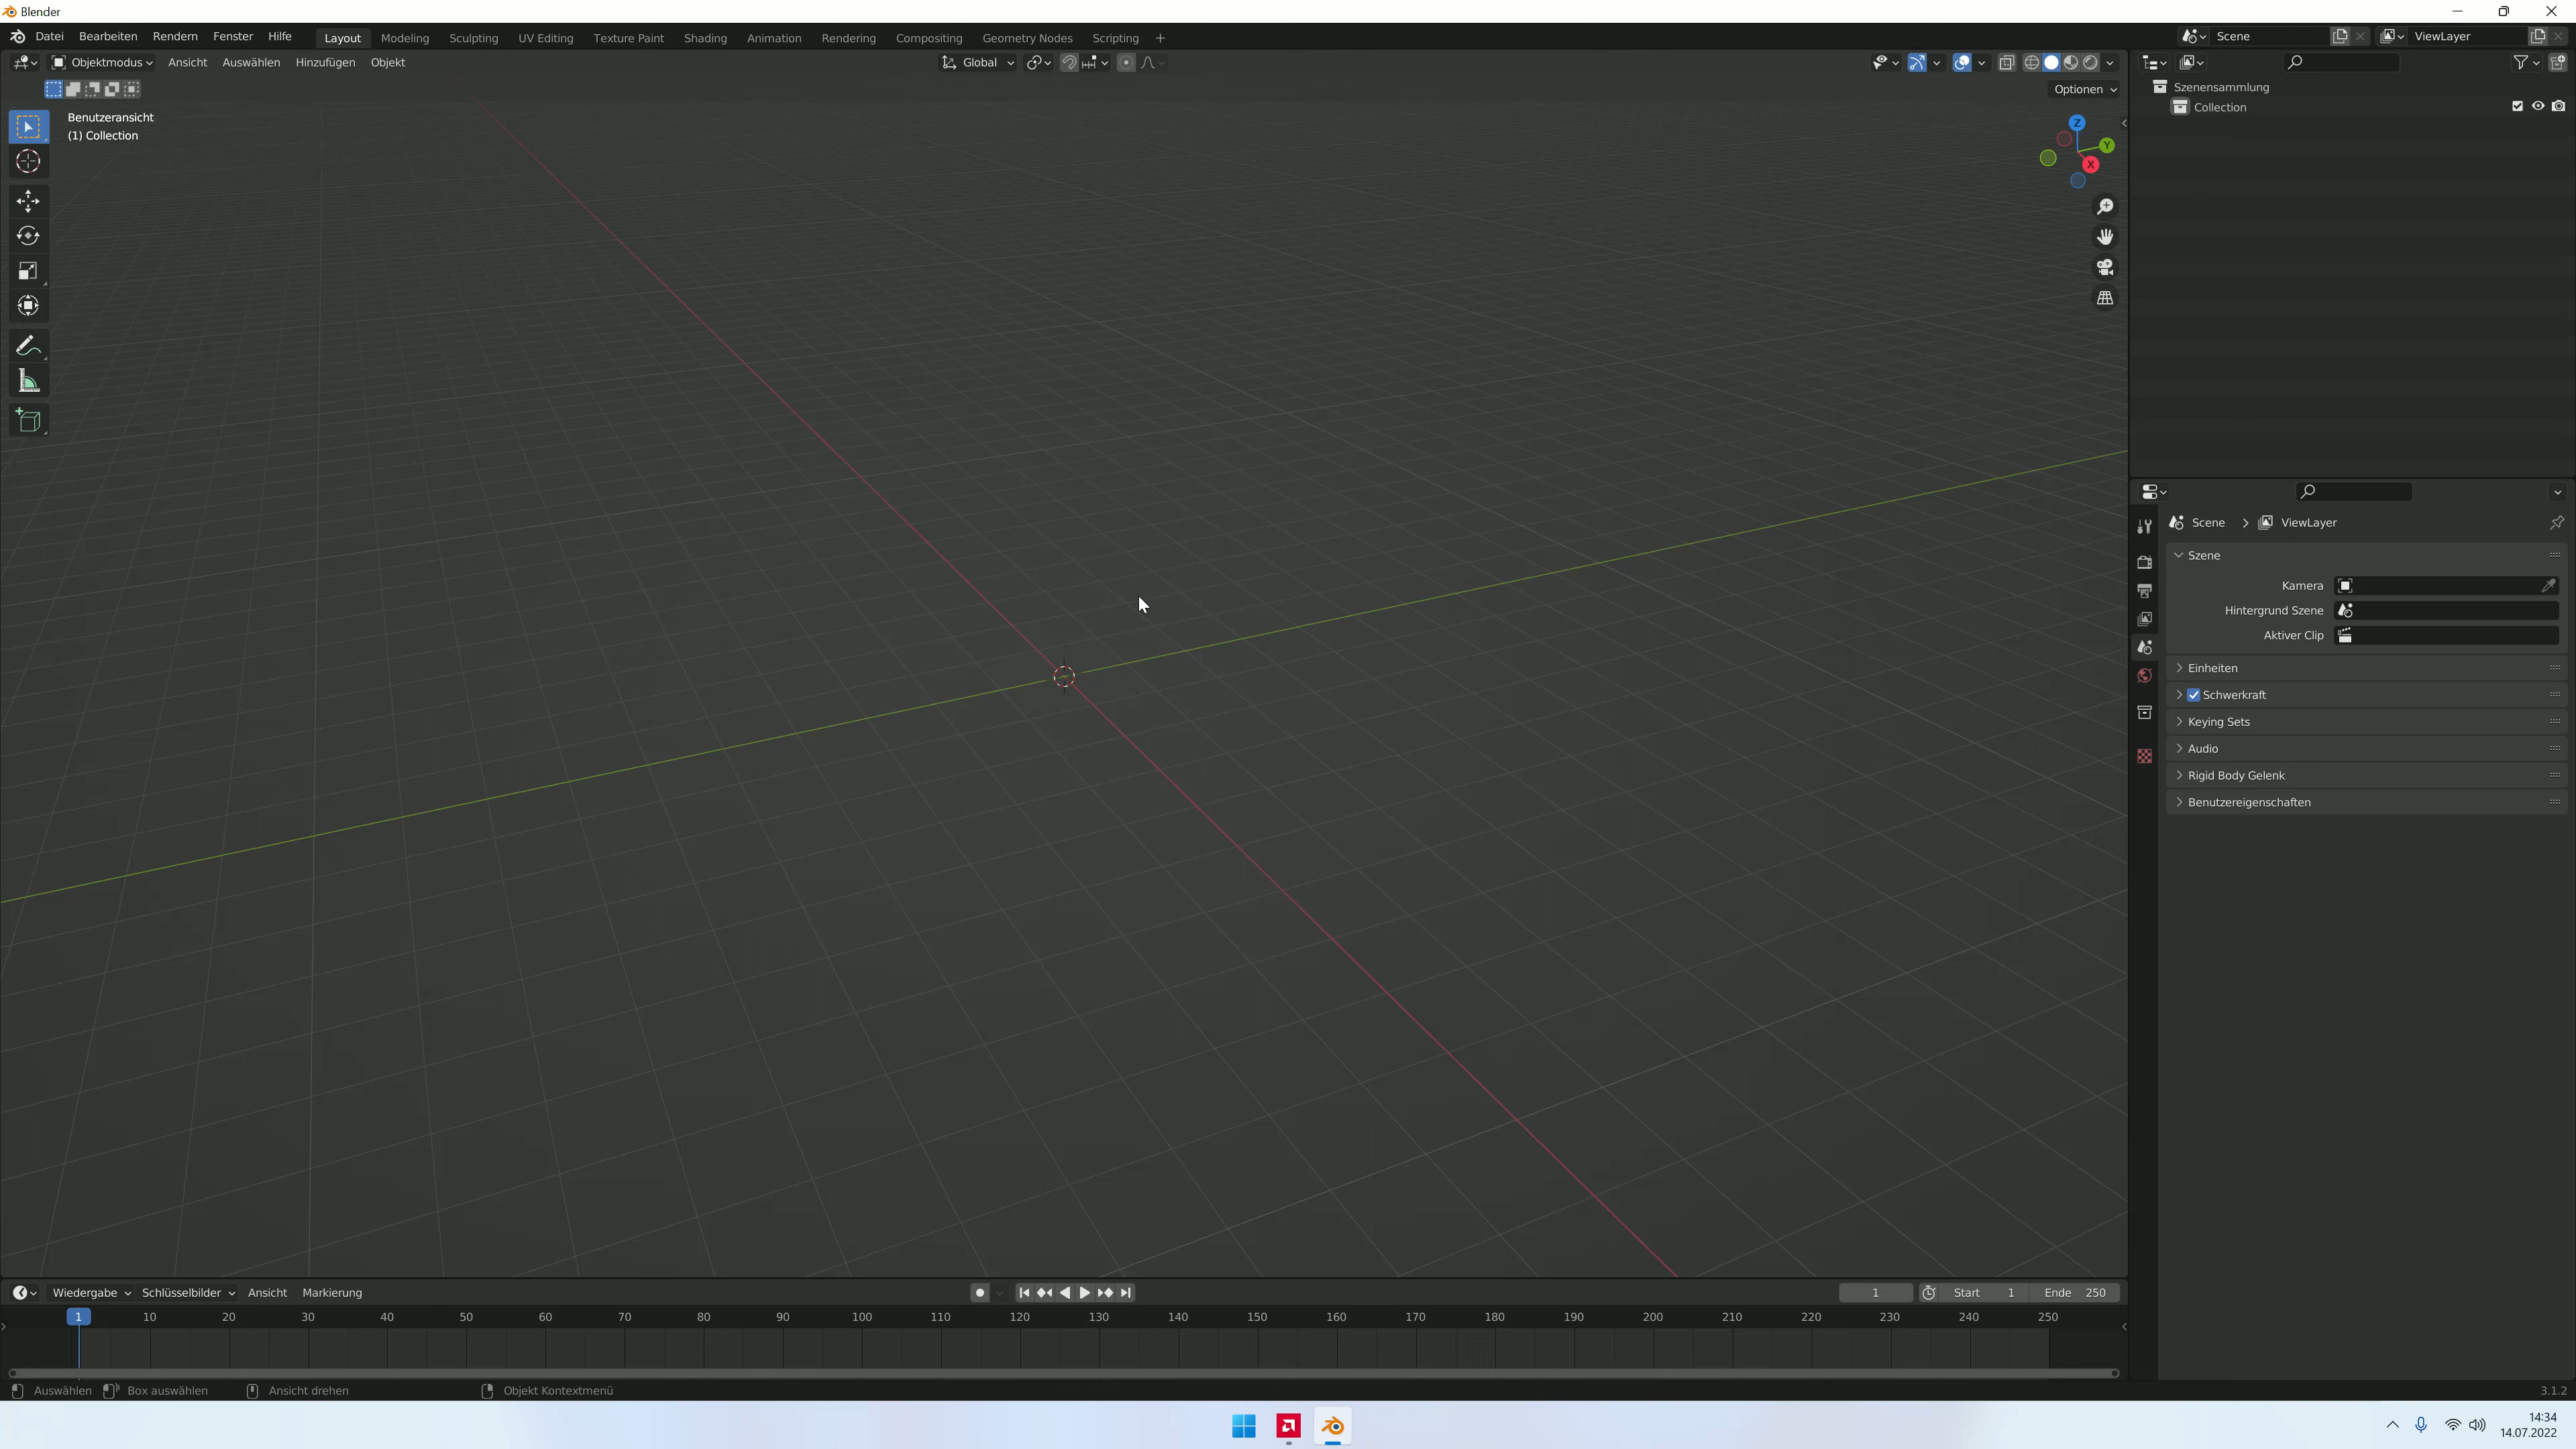 Blender
Datei Bearbeiten Rendern Fenster Hilfe Layout Modeling Sculpting UV Editing Texture Paint Shading Animation Rendering Compositing Geometry Nodes Scripting + Scene ViewLayer
Objektmodus Ansicht Auswählen Hinzufügen Objekt Global
Optionen
Benutzeransicht
(1) Collection
Z
Y
X
Szenensammlung
Collection
Scene > ViewLayer
Szene
Kamera
Hintergrund Szene
Aktiver Clip
Einheiten
Schwerkraft
Keying Sets
Audio
Rigid Body Gelenk
Benutzereigenschaften
Wiedergabe Schlüsselbilder Ansicht Markierung 1 Start 1 Ende 250
1 10 20 30 40 50 60 70 80 90 100 110 120 130 140 150 160 170 180 190 200 210 220 230 240 250
Auswählen Box auswählen Ansicht drehen Objekt Kontextmenü 3.1.2
14:34
14.07.2022